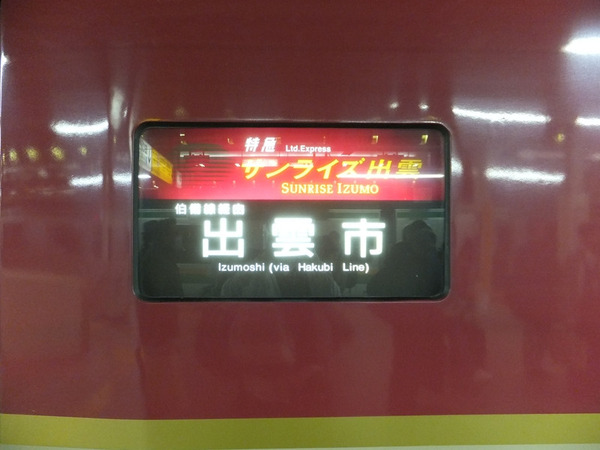 特急 Ltd.Express
サンライズ出雲
SUNRISE IZUMO
伯備線経由
出雲市
Izumoshi (via Hakubi Line)